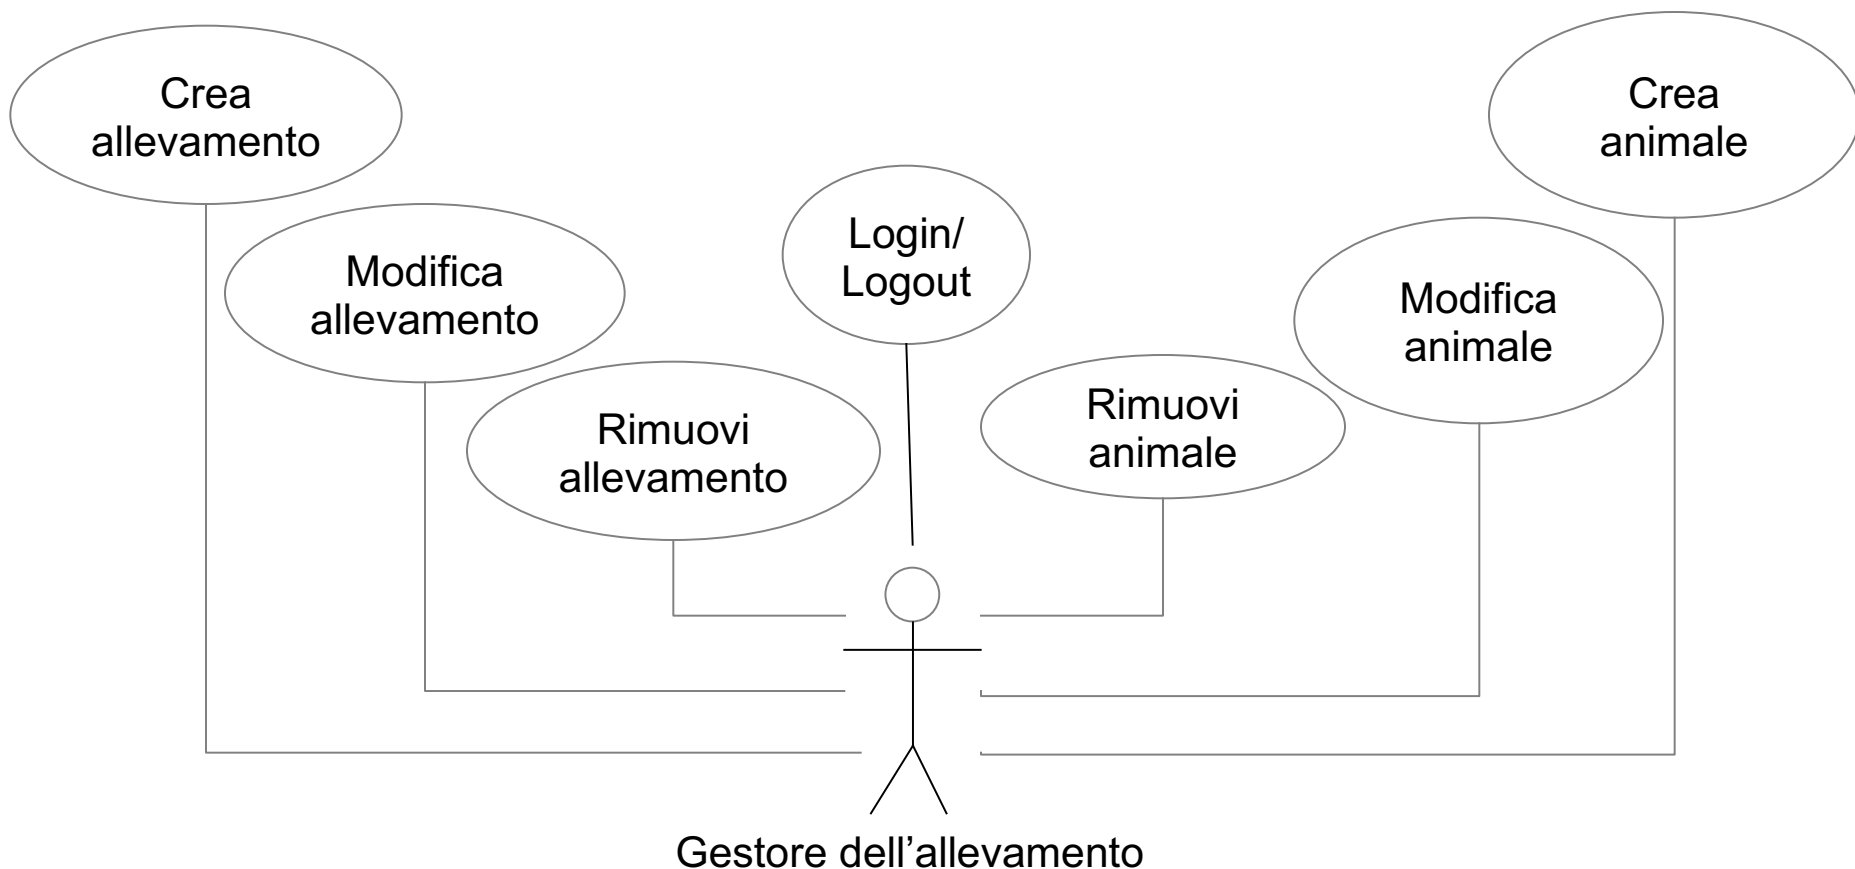 Crea
allevamento
Modifica
allevamento
Rimuovi
allevamento
Login/
Logout
Rimuovi
animale
Modifica
animale
Crea
animale
Gestore dell’allevamento